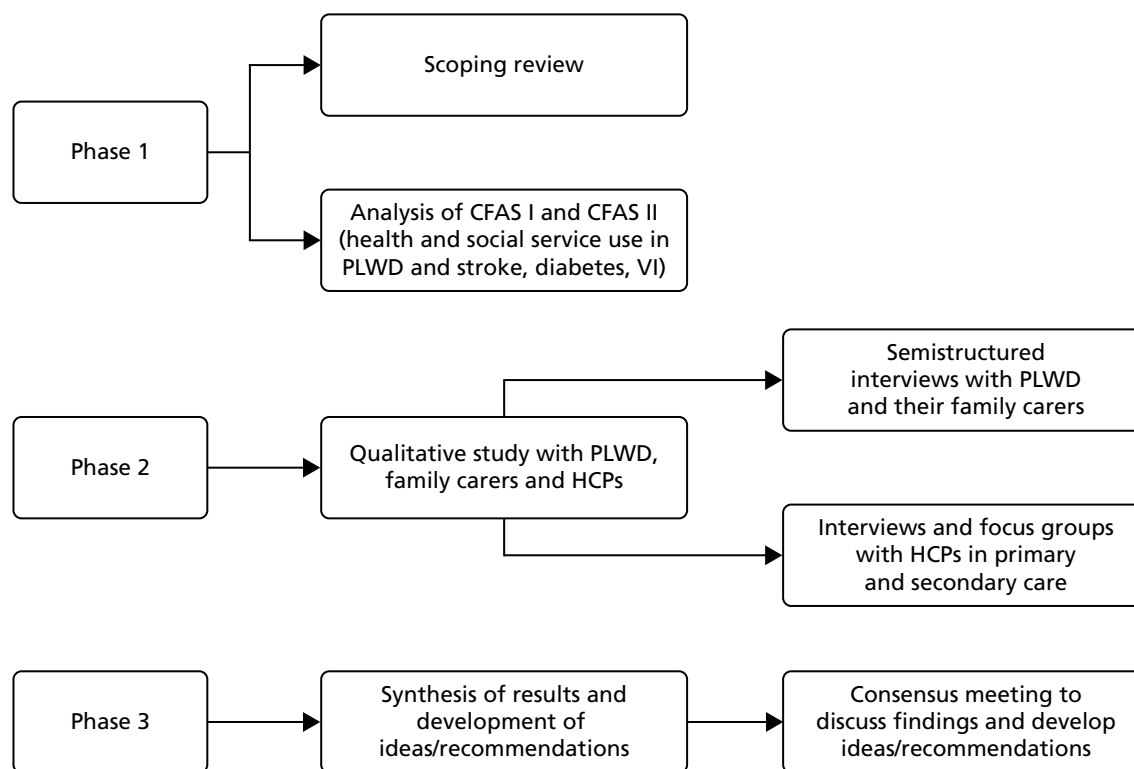 Phase 1
Scoping review
Analysis of CFAS I and CFAS II
(health and social service use in
PLWD and stroke, diabetes, VI)
Phase 2
Qualitative study with PLWD,
family carers and HCPs
Semistructured
interviews with PLWD
and their family carers
Interviews and focus groups
with HCPs in primary
and secondary care
Phase 3
Synthesis of results and
development of
ideas/recommendations
Consensus meeting to
discuss findings and develop
ideas/recommendations